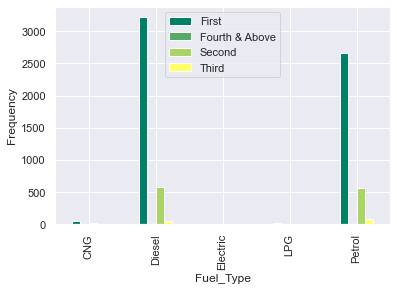 First
Fourth & Above
Second
Third
3000
2500
2000
1500
1000
500
0
Frequency
CNG
Diesel
Electric
LPG
Petrol
Fuel_Type